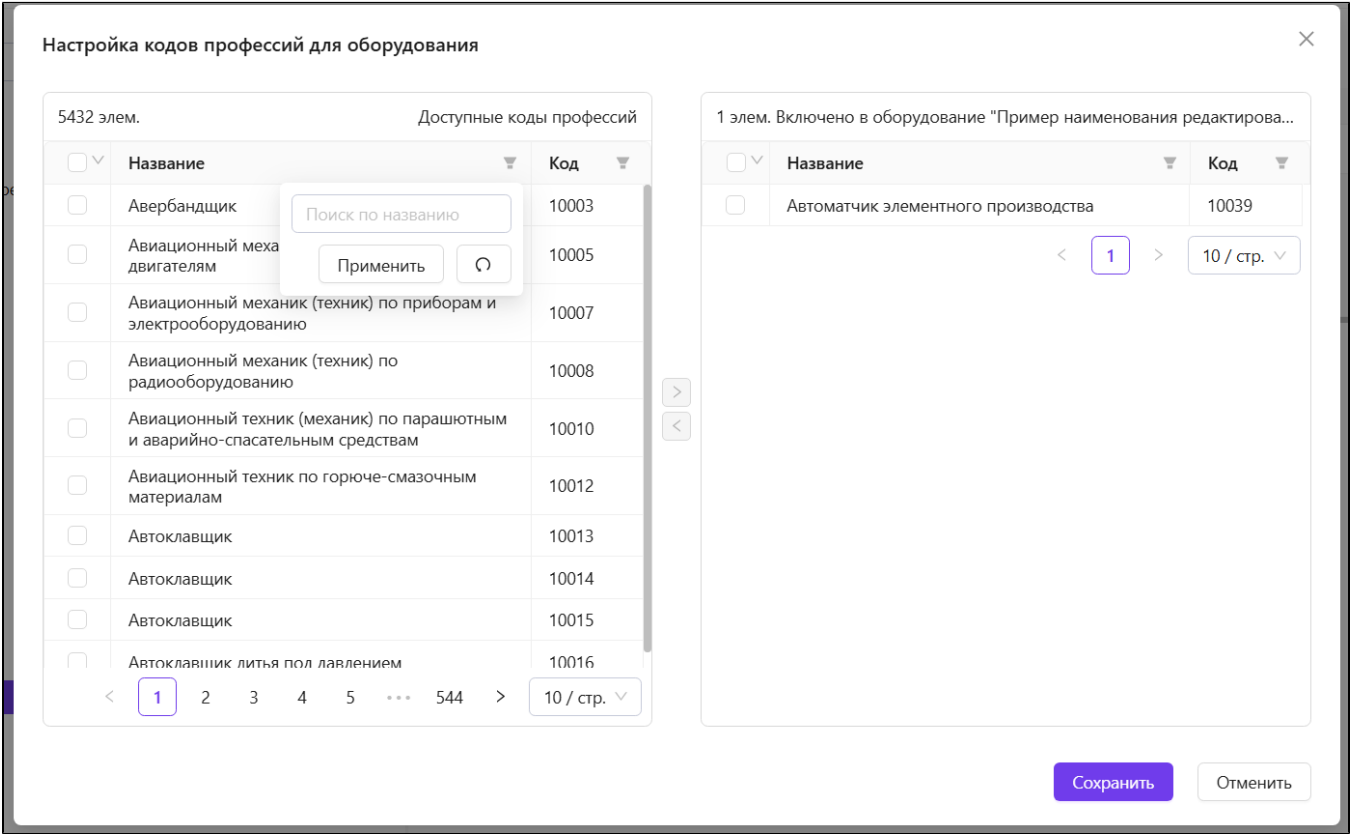 Настройка кодов профессий для оборудования
5432 элем.
Доступные коды профессий
Название
Код
Поиск по названию
Применить
Авербандщик
10003
Авиационный меха
двигателям
10005
Авиационный механик (техник) по приборам и
электрооборудованию
10007
Авиационный механик (техник) по
радиооборудованию
10008
Авиационный техник (механик) по парашютным
и аварийно-спасательным средствам
10010
Авиационный техник по горюче-смазочным
материалам
10012
Автоклавщик
10013
Автоклавщик
10014
Автоклавщик
10015
Автоклавщик литья под давлением
10016
1 2 3 4 5 ••• 544
10 / стр.
1 элем. Включено в оборудование "Пример наименования редактирова...
Название
Код
Автоматчик элементного производства
10039
1
10 / стр.
Сохранить
Отменить